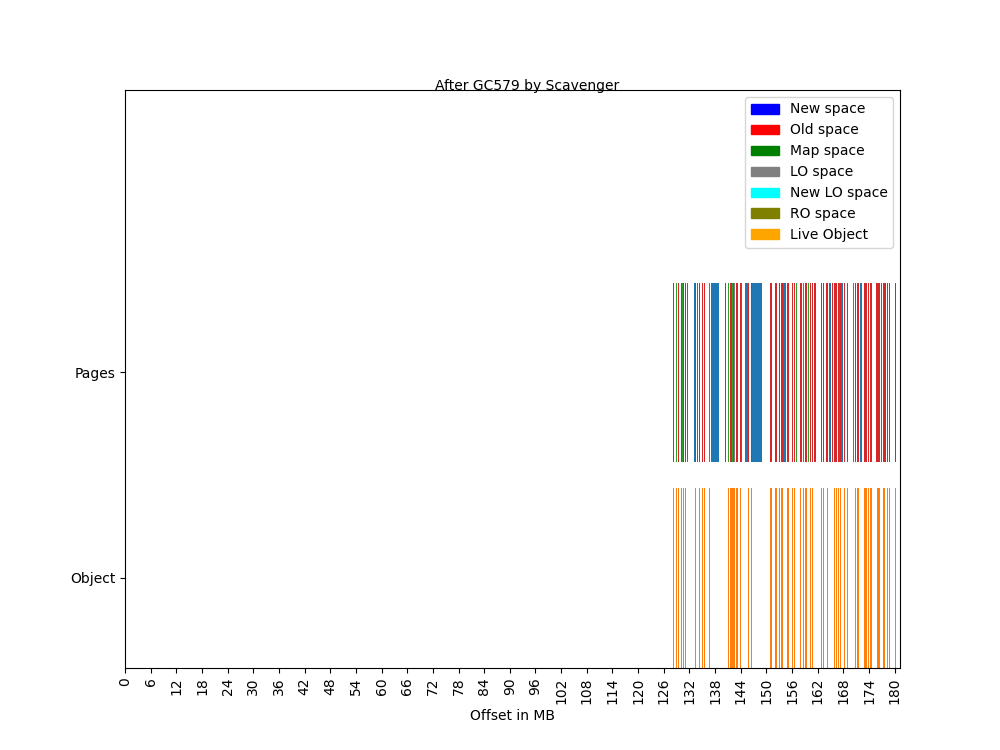 After GC579 by Scavenger
New space
Old space
Map space
LO space
New LO space
RO space
Live Object
Pages
Object
0 6 12 18 24 30 36 42 48 54 60 66 72 78 84 90 96 102 108 114 120 126 132 138 144 150 156 162 168 174 180
Offset in MB